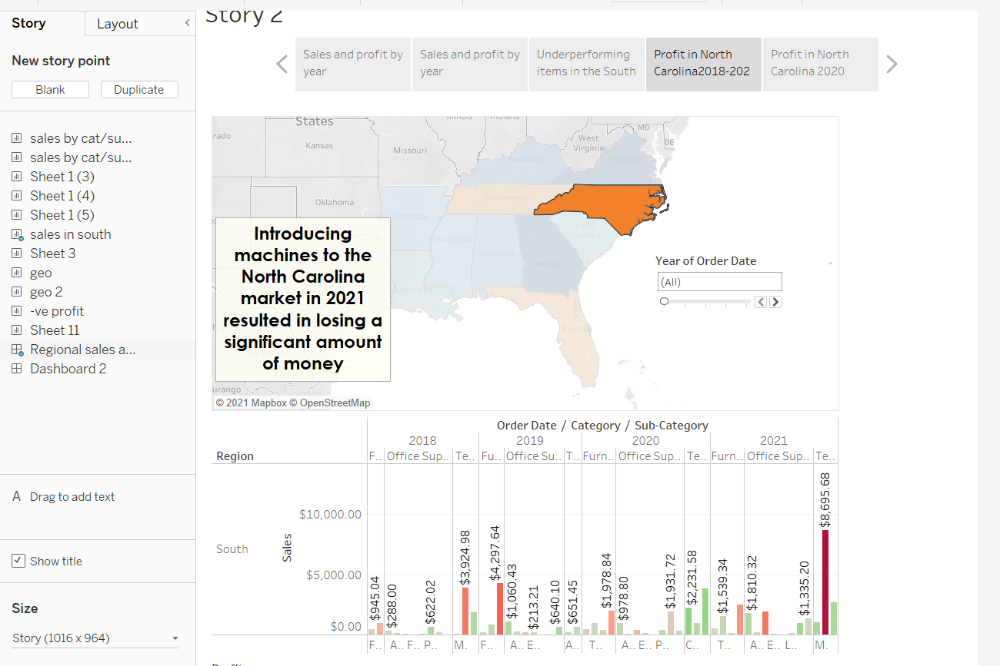 Story 2
Story
Layout
New story point
Blank
Duplicate
sales by cat/su...
sales by cat/su...
Sheet 1 (3)
Sheet 1 (4)
Sheet 1 (5)
sales in south
Sheet 3
geo
geo 2
-ve profit
Sheet 11
Regional sales a...
Dashboard 2
A Drag to add text
Show title
Size
Story (1016 x 964)
Sales and profit by
year
Sales and profit by
year
Underperforming
items in the South
Profit in North
Carolina2018-202
Profit in North
Carolina 2020
States
Illinois
Indiana
MD
rado
Kansas
Missouri
West
Virginia
DE
Kentucky
Virginia
Tennessee
Oklahoma
Arkansas
South
Carolina
Mississippi
Alabama
Georgia
Louisiana
Florida
urango
Introducing
machines to the
North Carolina
market in 2021
resulted in losing a
significant amount
of money
© 2021 Mapbox © OpenStreetMap
Year of Order Date
(All)
Order Date / Category / Sub-Category
2018 2019 2020 2021
Region F.. Office Sup.. Te.. Fu.. Office Su.. T.. Furn.. Office Sup.. Te.. Furn.. Office Sup.. Te..
South
Sales
$10,000.00
$5,000.00
$0.00
$945.04
$288.00
$622.02
$3,924.98
$4,297.64
$1,060.43
$213.21
$640.10
$651.45
$1,978.84
$978.80
$1,931.72
$2,231.58
$1,539.34
$1,810.32
$1,335.20
$8,695.68
F.. A.. F.. P.. M. F.. A.. E.. A.. T.. A.. E.. P.. C.. T.. A.. E.. L.. M.